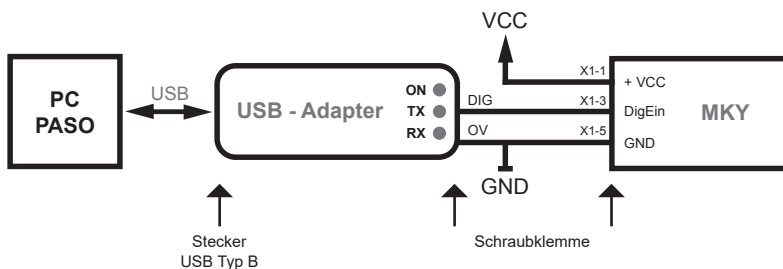 VCC
PC
PASO
USB
USB - Adapter
ON
TX
RX
DIG
OV
X1-1
X1-3
X1-5
+ VCC
DigEin
GND
MKY
GND
Stecker
USB Typ B
Schraubklemme